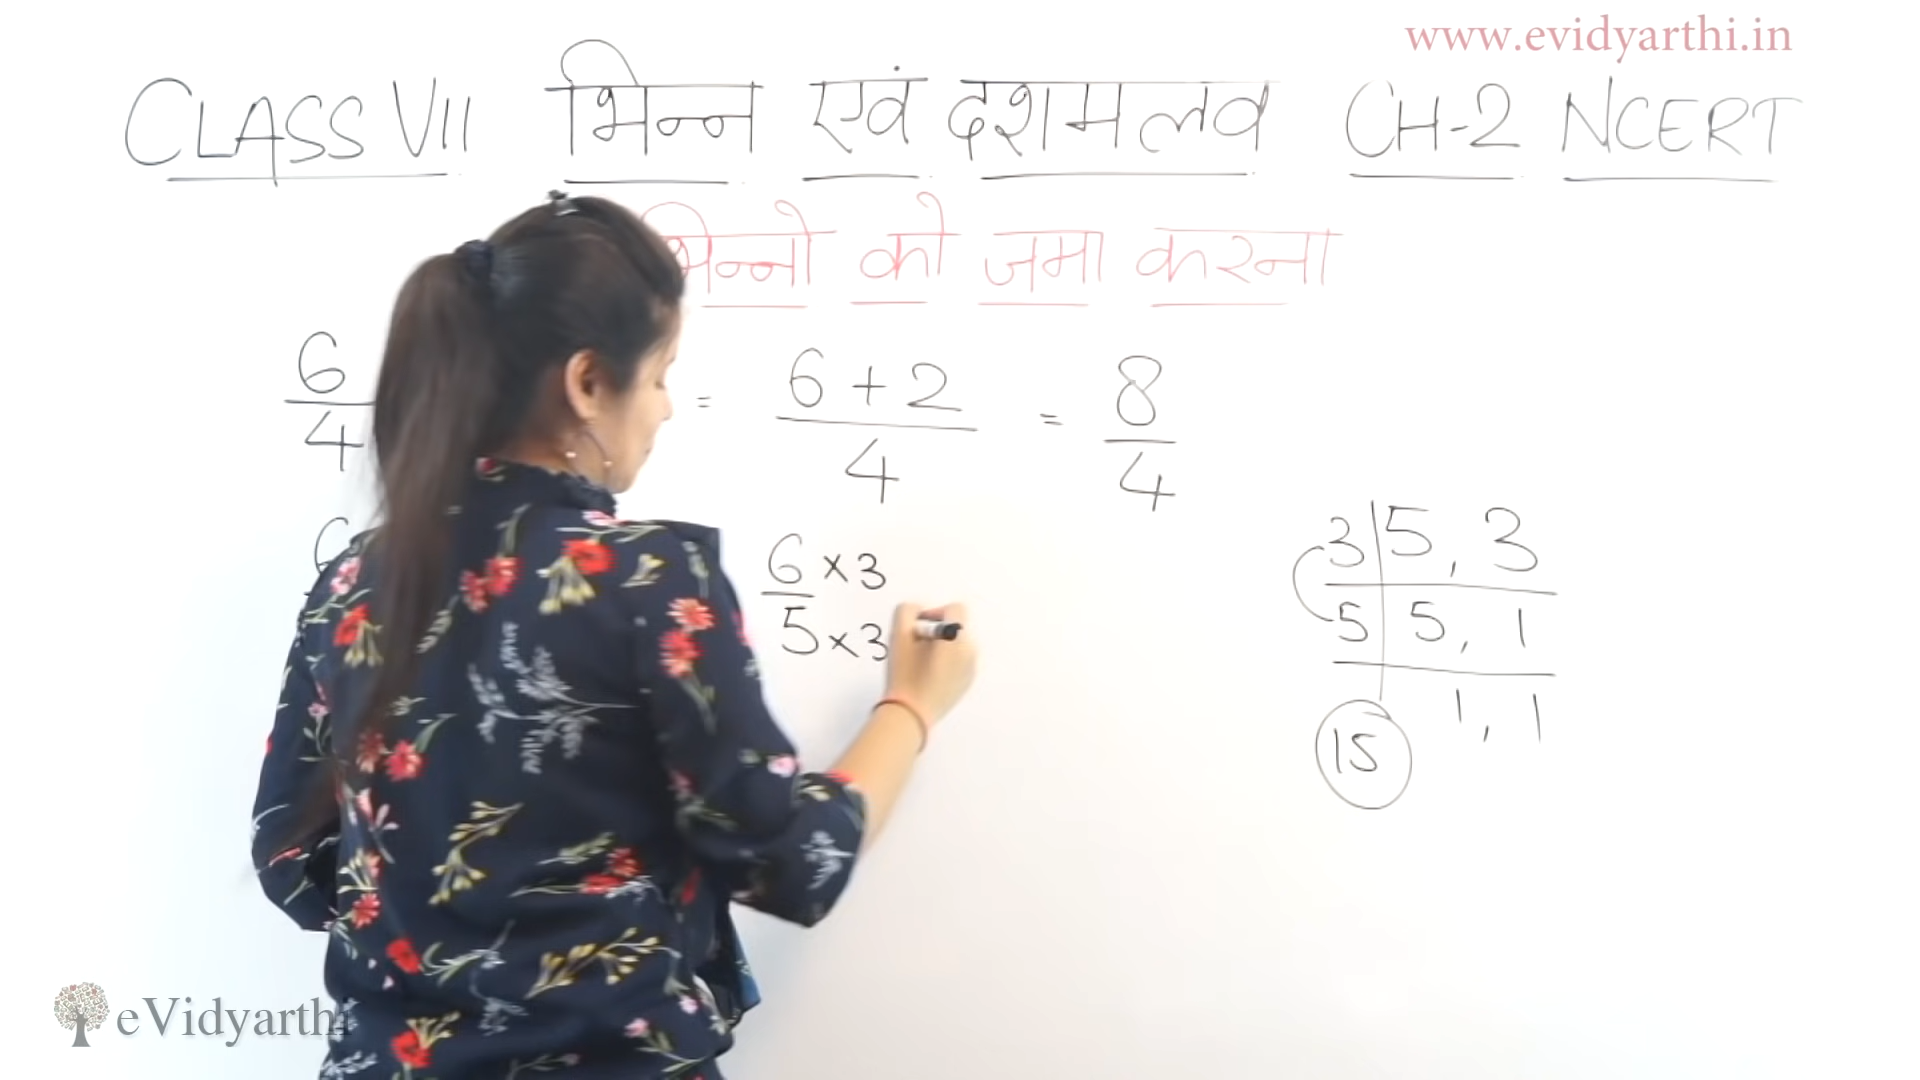 www.evidyarthi.in
CLASS VII भिन्न एवं दशमलव CH-2 NCERT
भिन्नो को जमा करना
6/4 = 6+2/4 = 8/4
6 6×3/5×3
3 | 5, 3
5 | 5, 1
1, 1
15
eVidyarthi